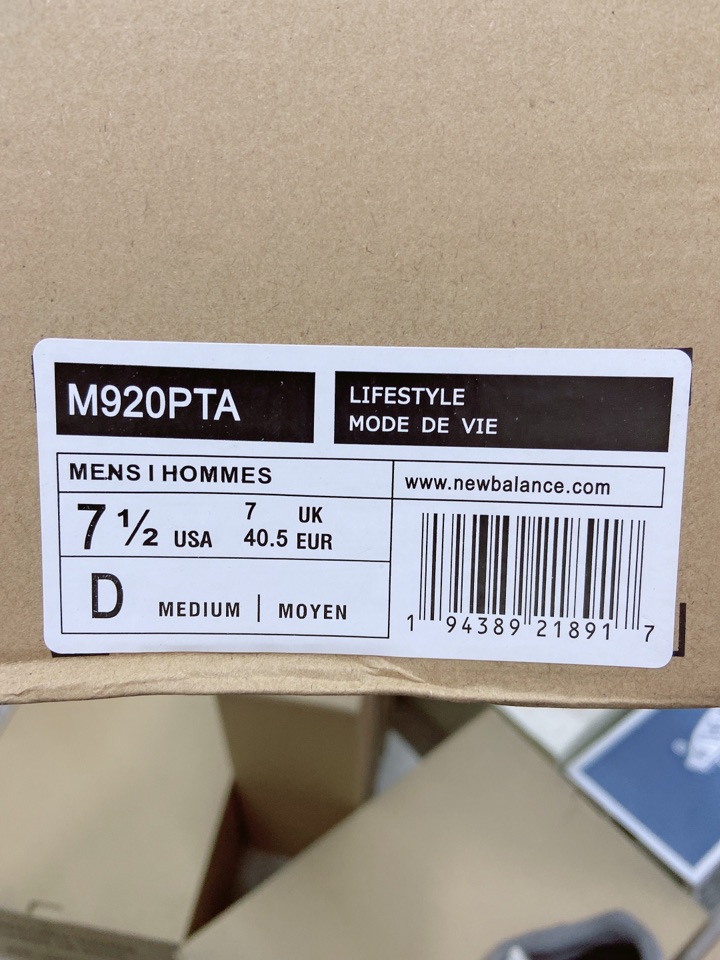 M920PTA
LIFESTYLE
MODE DE VIE
MENS I HOMMES
www.newbalance.com
7 ½ USA
7 UK
40.5 EUR
D MEDIUM | MOYEN
1 94389 21891 7